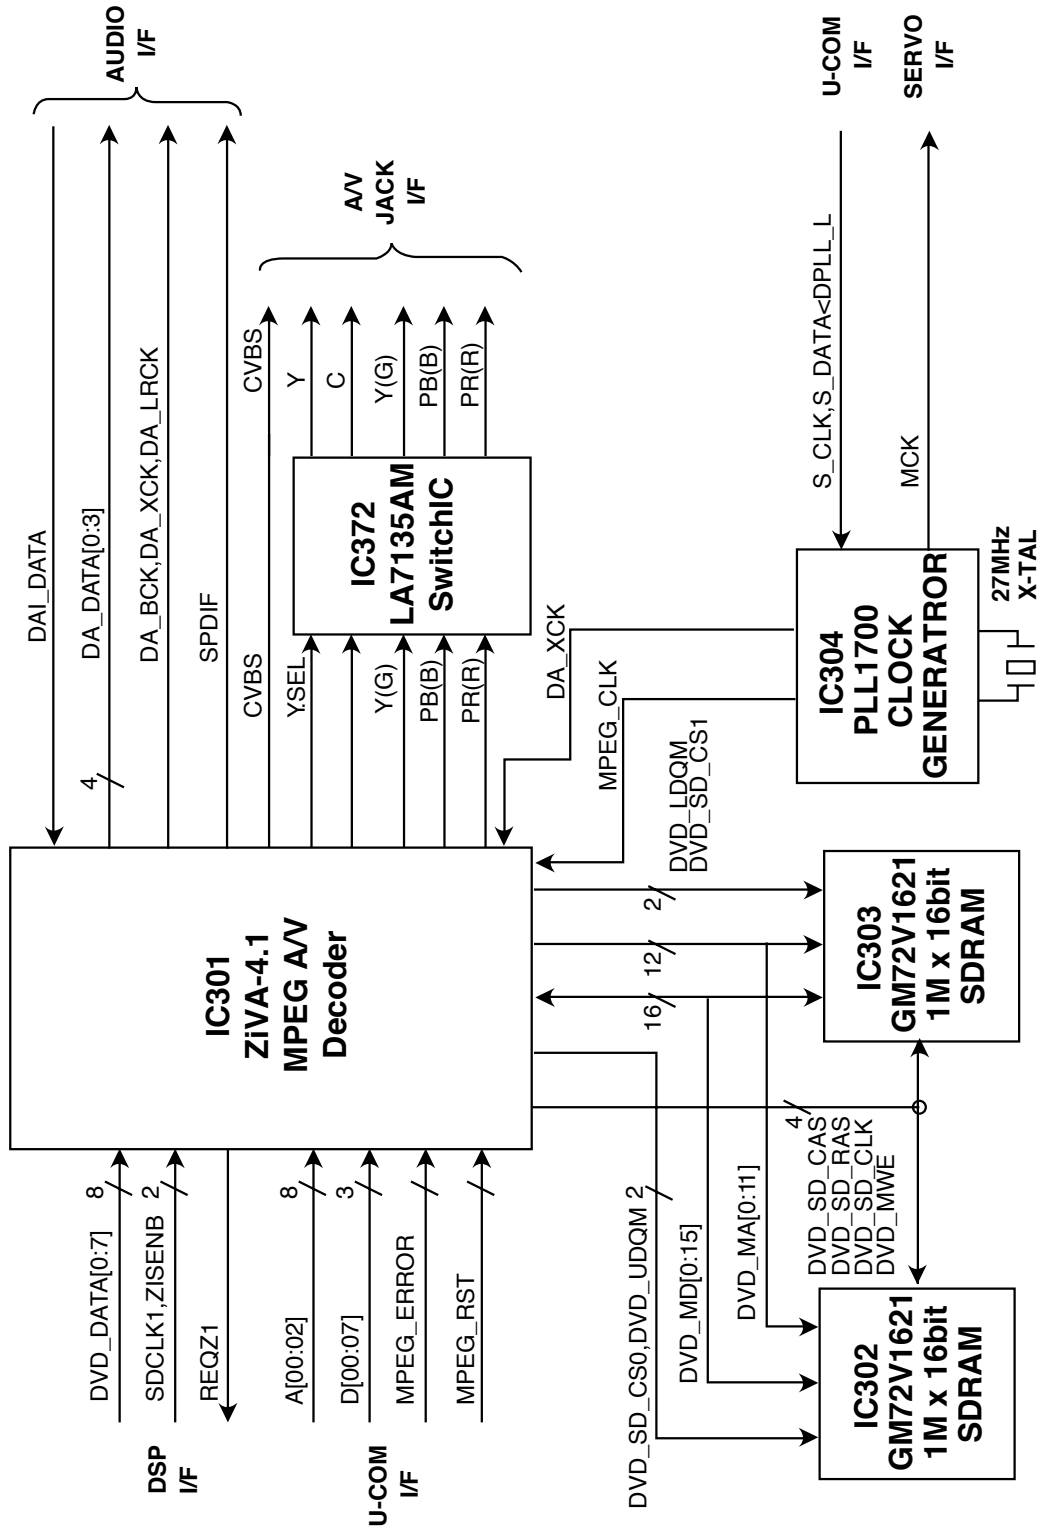 DSP
I/F
DVD_DATA[0:7]
8
SDCLK1,ZISENB
2
REQZ1
U-COM
I/F
A[00:02]
8
D[00:07]
3
MPEG_ERROR
MPEG_RST
IC301
ZiVA-4.1
MPEG A/V
Decoder
DAI_DATA
DA_DATA[0:3]
4
DA_BCK,DA_XCK,DA_LRCK
SPDIF
AUDIO
I/F
CVBS
CVBS
Y.SEL
Y
C
Y(G)
Y(G)
PB(B)
PB(B)
PR(R)
PR(R)
IC372
LA7135AM
SwitchIC
A/V
JACK
I/F
DA_XCK
MPEG_CLK
DVD_LDQM
DVD_SD_CS1
2
12
16
DVD_SD_CS0,DVD_UDQM
2
DVD_MD[0:15]
DVD_MA[0:11]
4
DVD_SD_CAS
DVD_SD_RAS
DVD_SD_CLK
DVD_MWE
IC302
GM72V1621
1M x 16bit
SDRAM
IC303
GM72V1621
1M x 16bit
SDRAM
IC304
PLL1700
CLOCK
GENERATROR
27MHz
X-TAL
S_CLK,S_DATA<DPLL_L
MCK
U-COM
I/F
SERVO
I/F